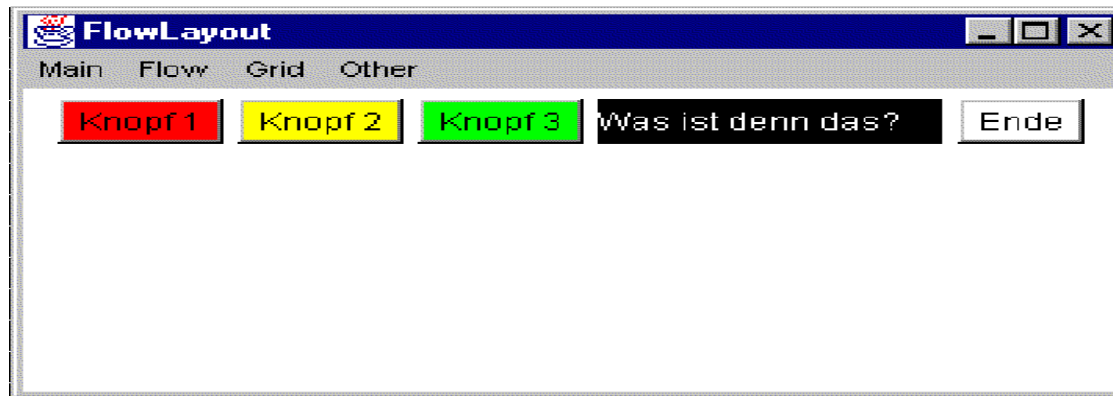 FlowLayout
Main Flow Grid Other
Knopf 1 Knopf 2 Knopf 3 Was ist denn das? Ende